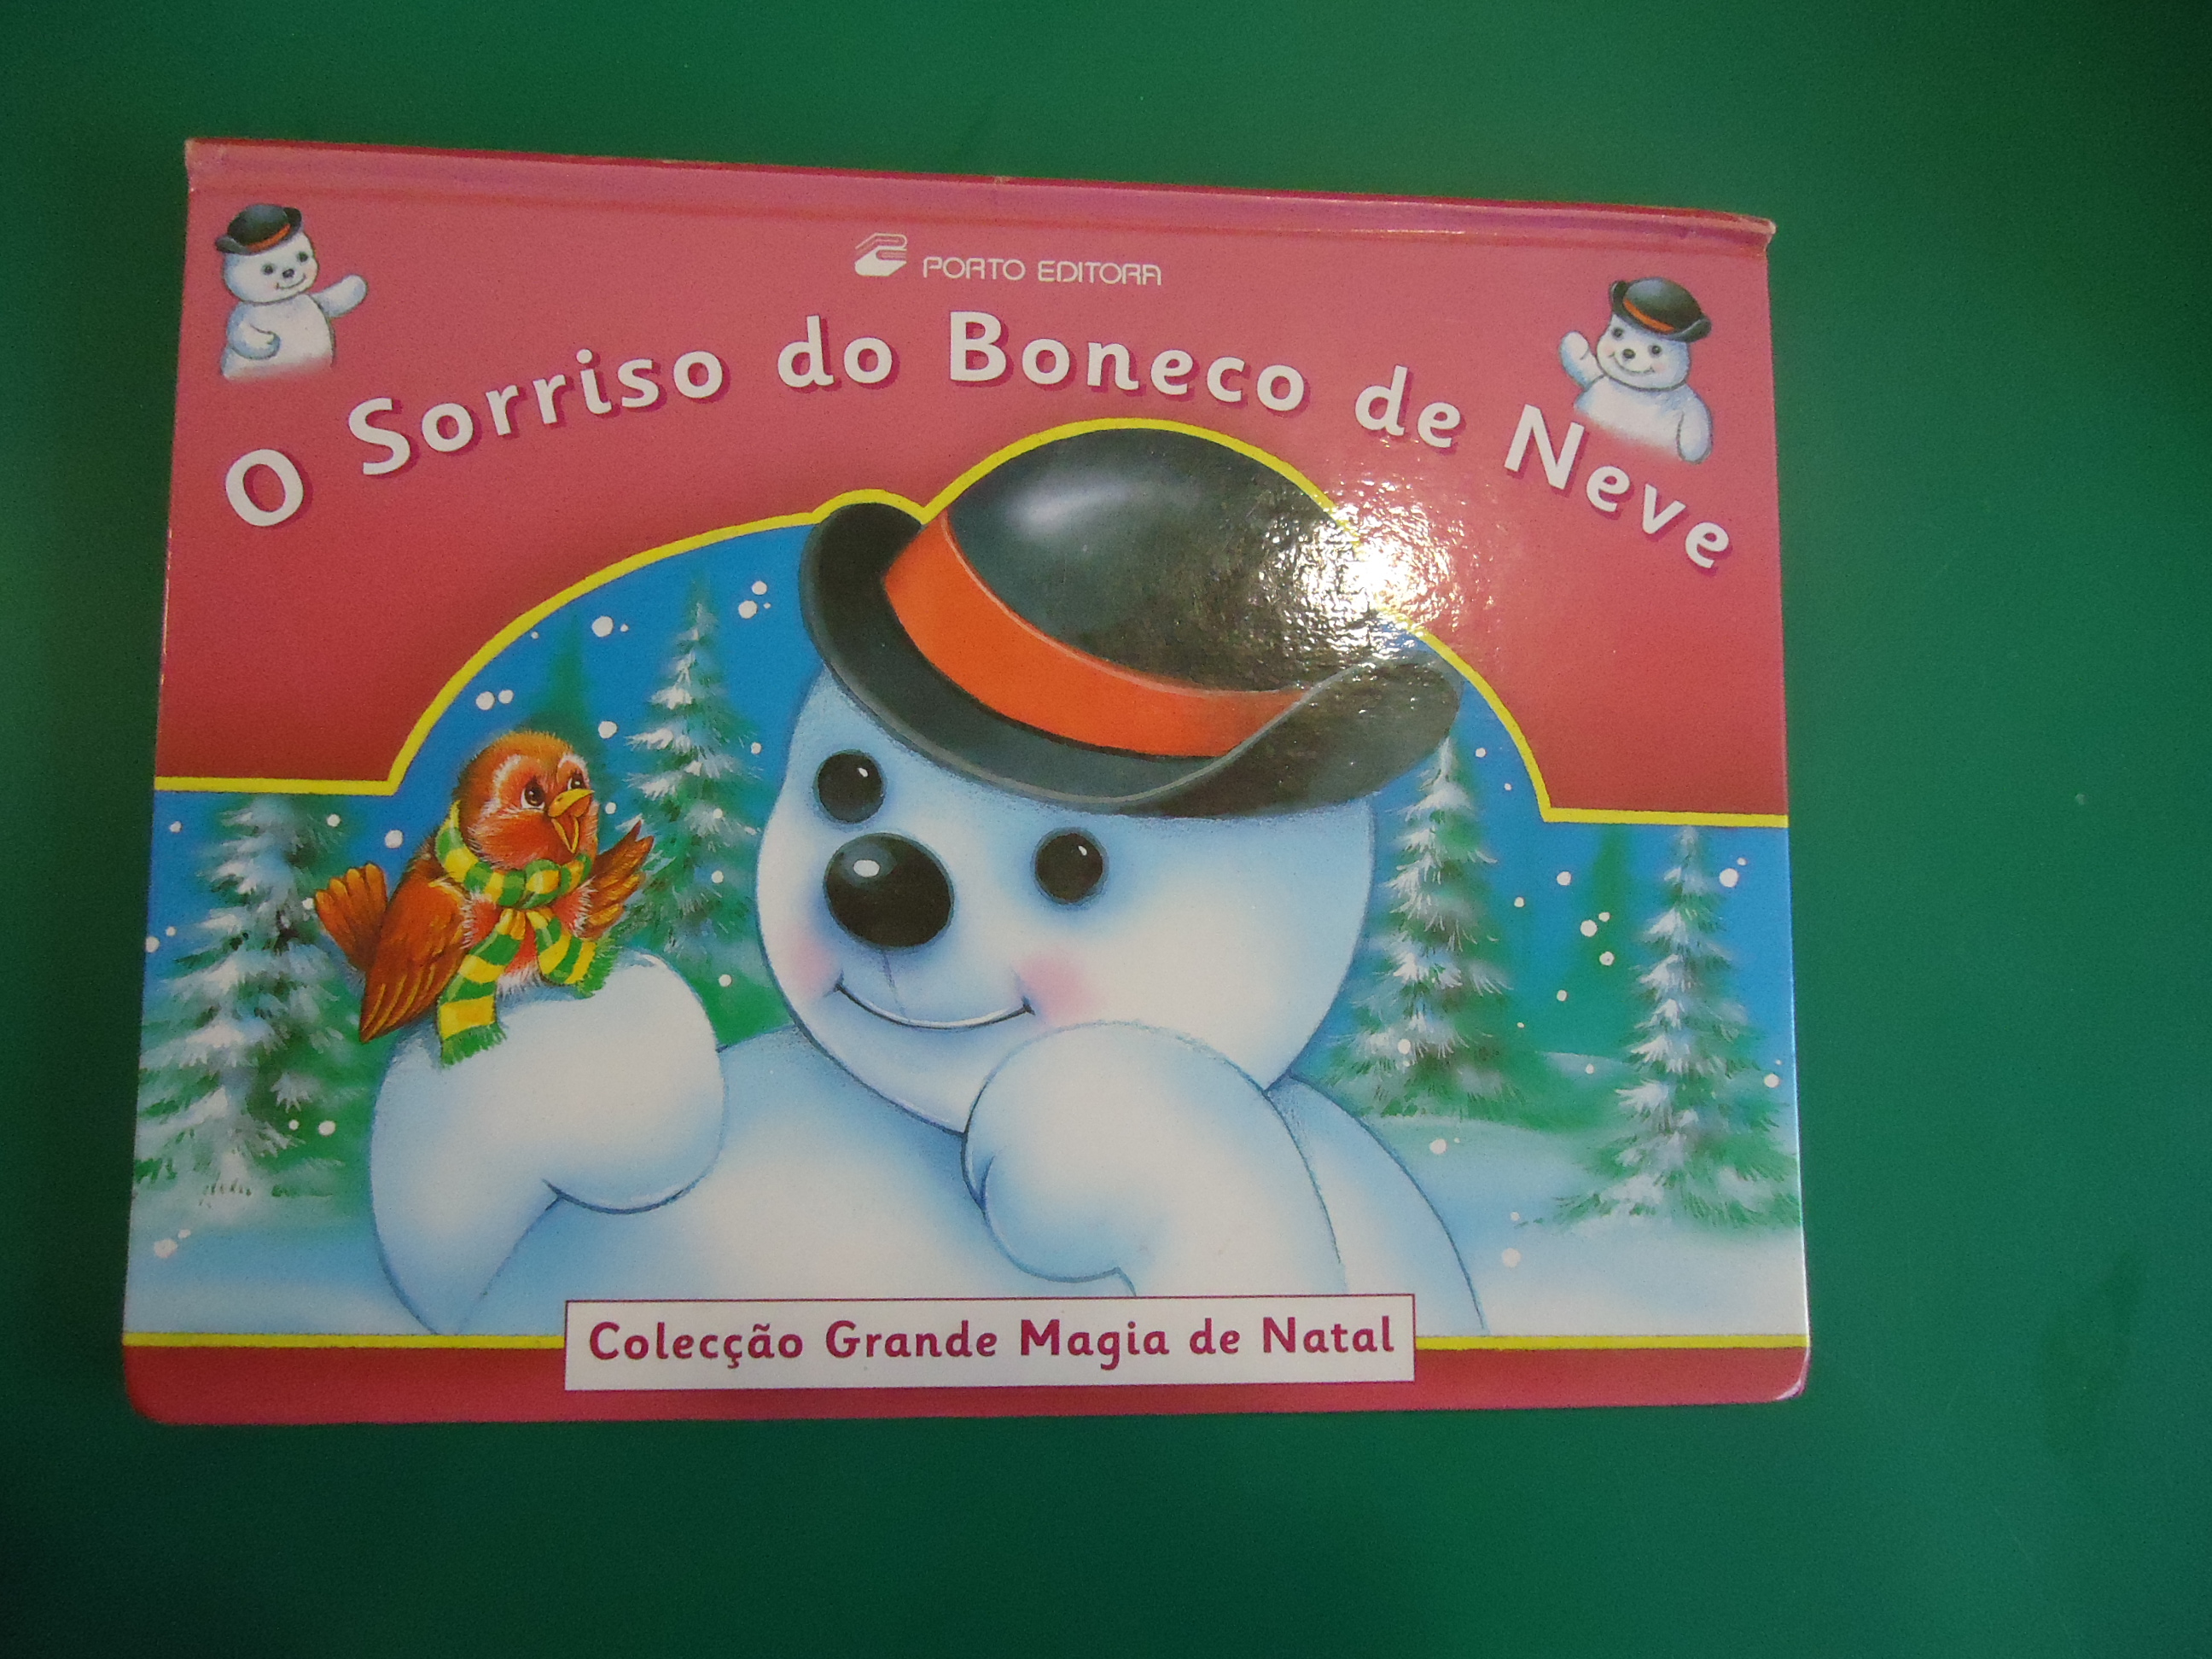 PORTO EDITORA
O Sorriso do Boneco de Neve
Colecção Grande Magia de Natal